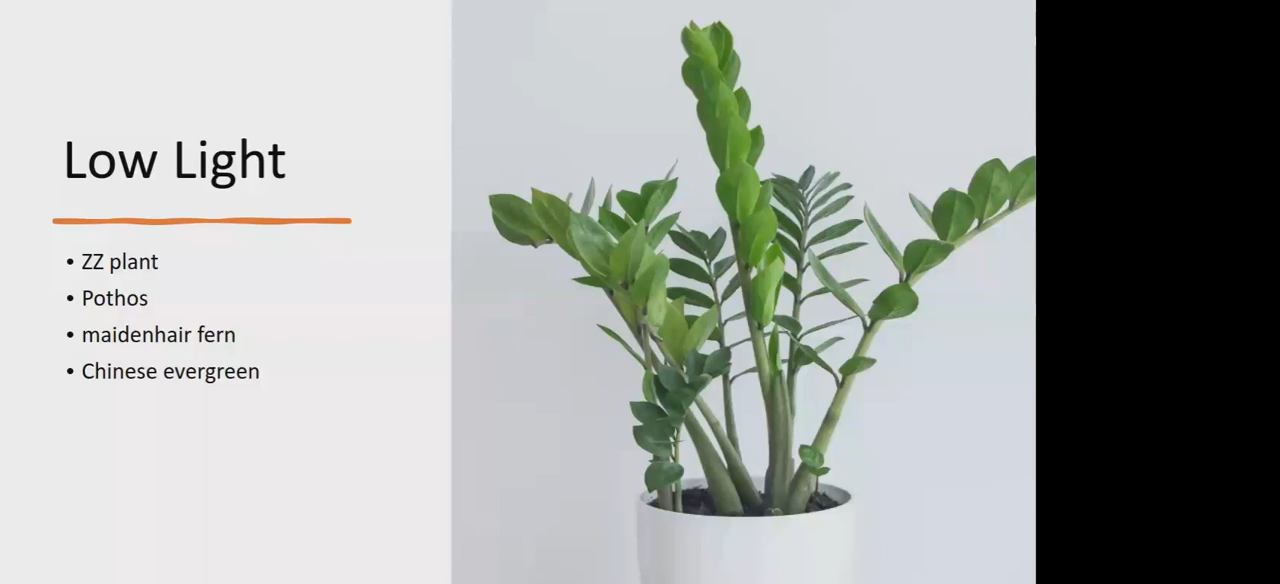 Low Light
• ZZ plant
• Pothos
• maidenhair fern
• Chinese evergreen